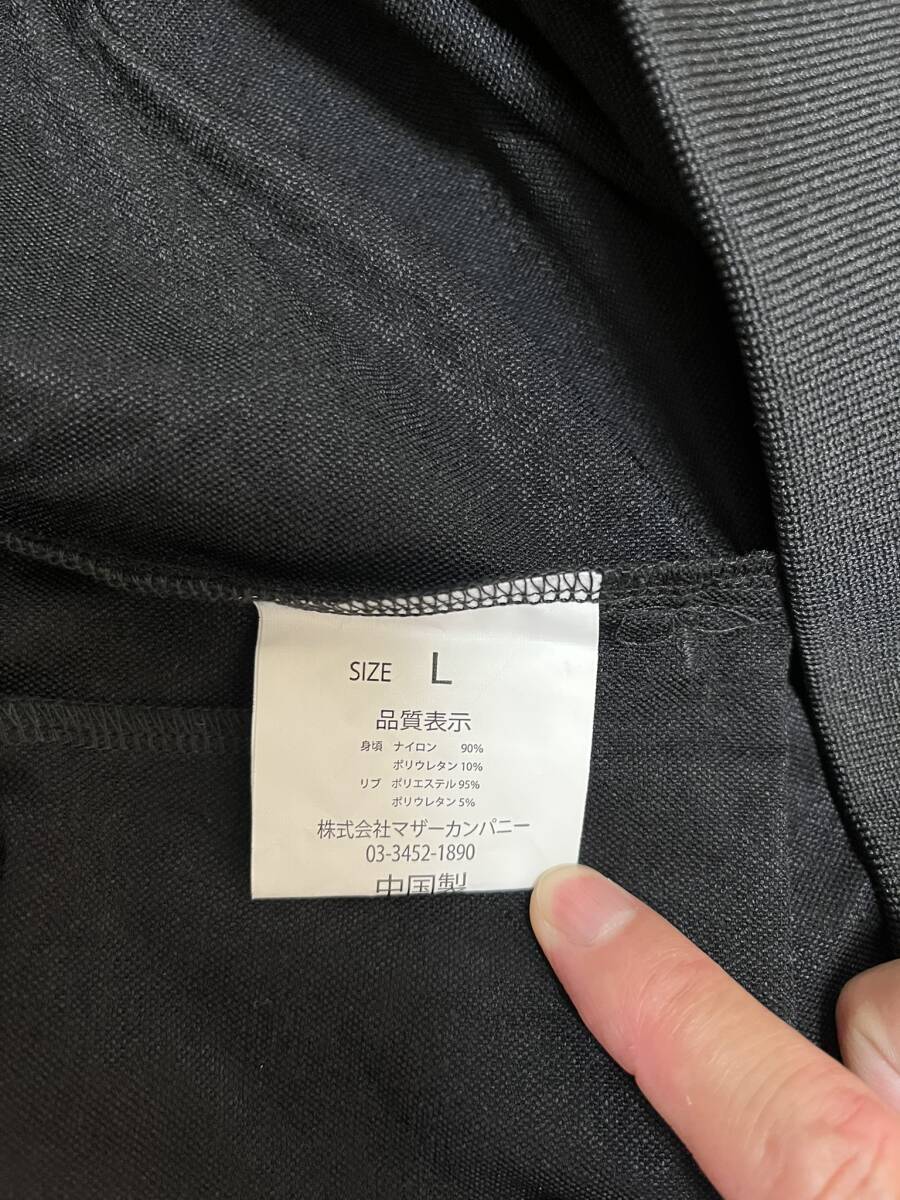 SIZE L
品質表示
身頃 ナイロン 90%
ポリウレタン 10%
リブ ポリエステル 95%
ポリウレタン 5%
株式会社マザーカンパニー
03-3452-1890
中国製